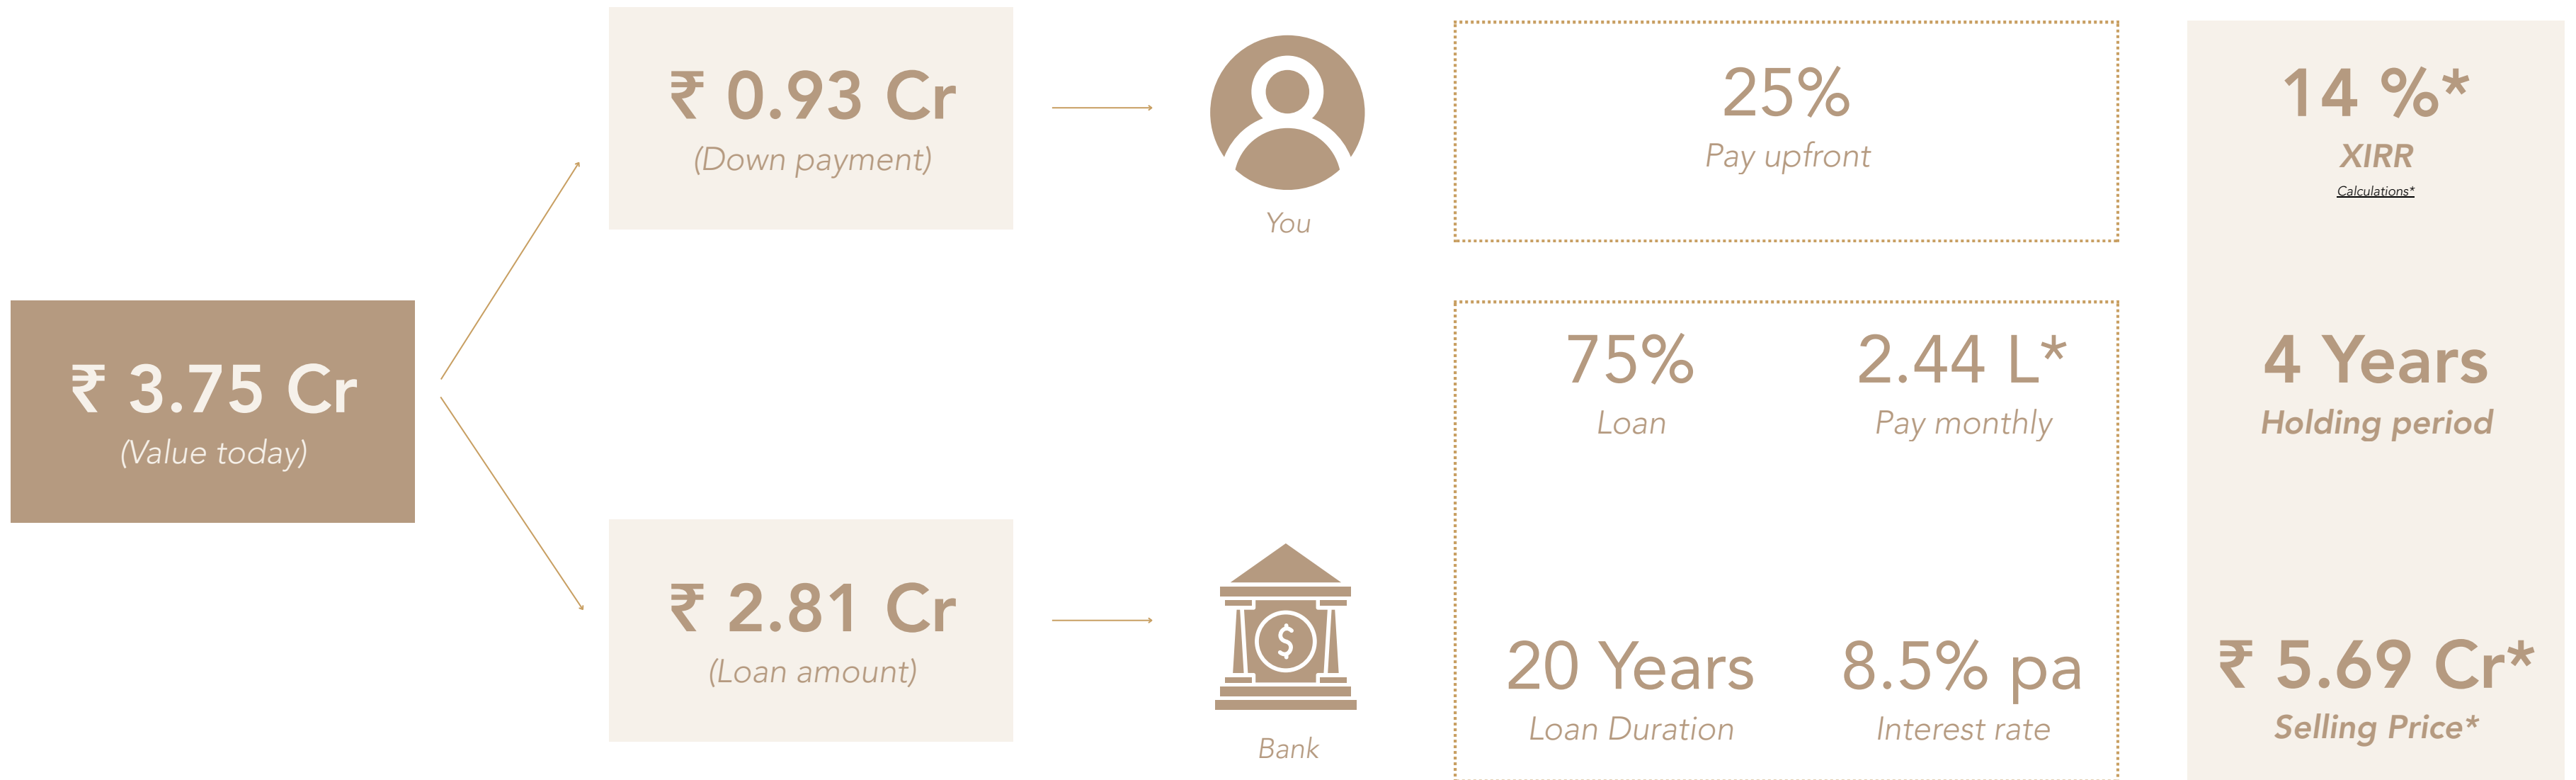 ₹ 3.75 Cr
(Value today)
₹ 0.93 Cr
(Down payment)
You
25%
Pay upfront
₹ 2.81 Cr
(Loan amount)
$
Bank
75%
Loan
2.44 L*
Pay monthly
20 Years
Loan Duration
8.5% pa
Interest rate
14 %*
XIRR
Calculations*
4 Years
Holding period
₹ 5.69 Cr*
Selling Price*